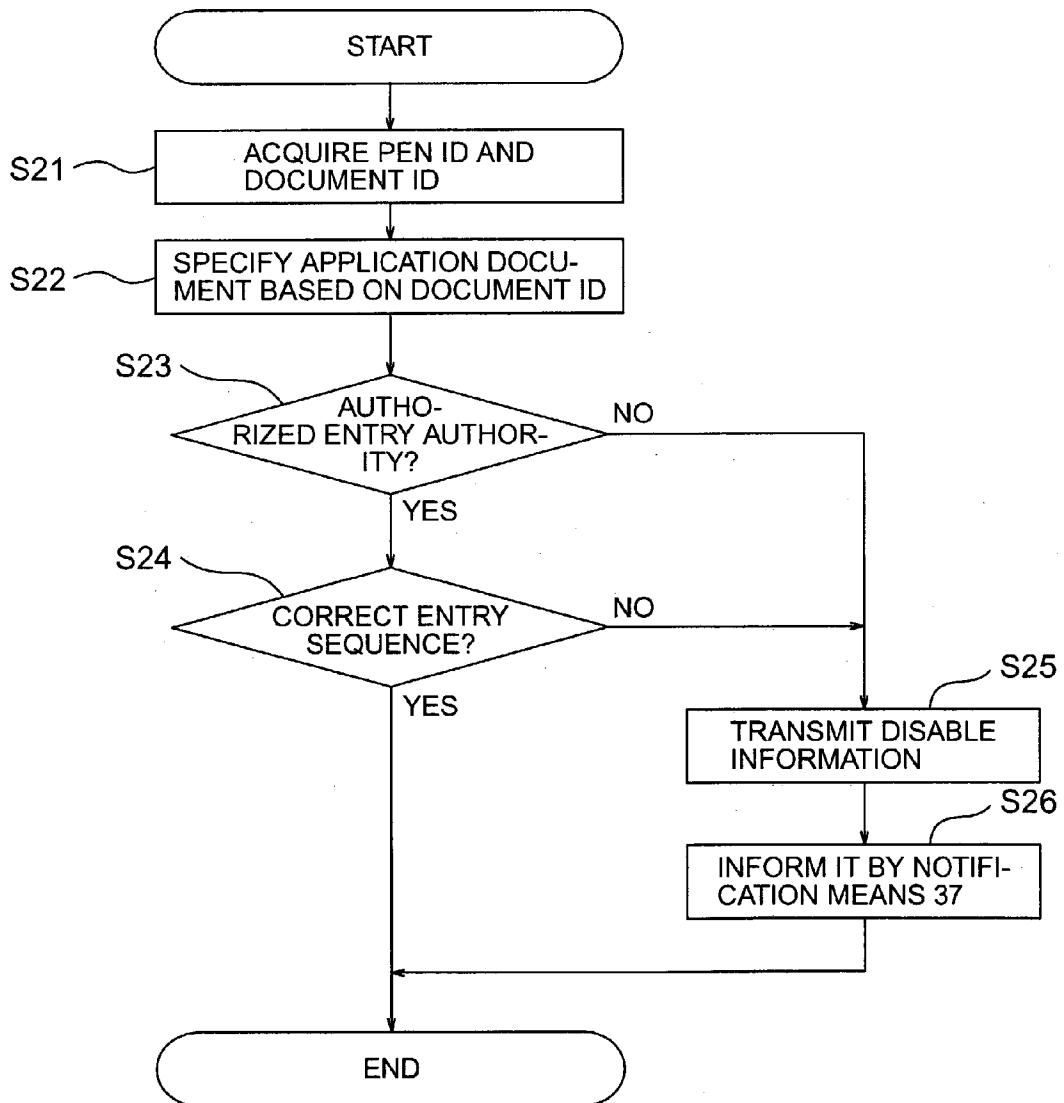 START
S21
ACQUIRE PEN ID AND
DOCUMENT ID
S22
SPECIFY APPLICATION DOCU-
MENT BASED ON DOCUMENT ID
S23
AUTHO-
RIZED ENTRY AUTHOR-
ITY?
NO
YES
S24
CORRECT ENTRY
SEQUENCE?
NO
YES
S25
TRANSMIT DISABLE
INFORMATION
S26
INFORM IT BY NOTIFI-
CATION MEANS 37
END